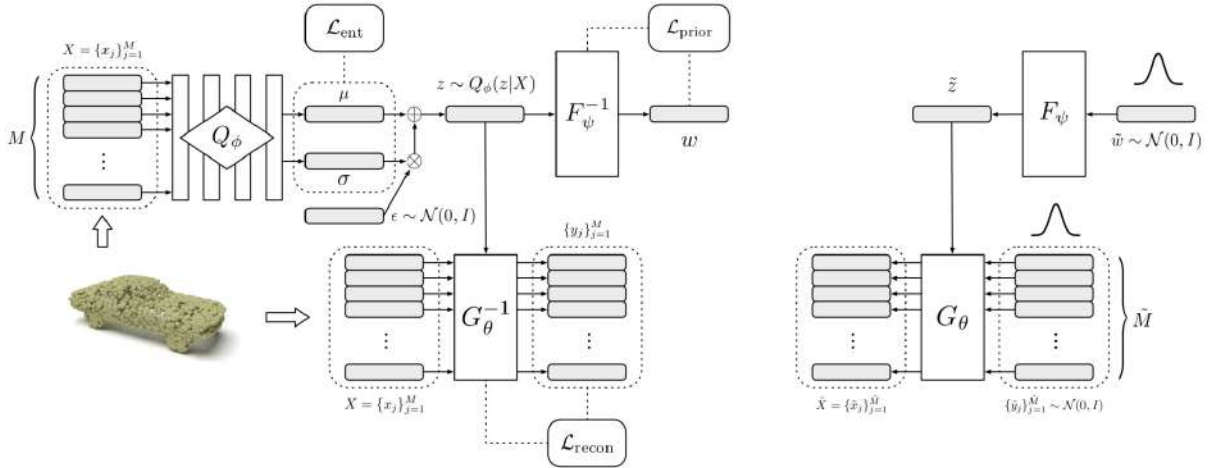 ℒ_ent
ℒ_prior
X = {x_j}_{j=1}^M
M
Q_ϕ
μ
σ
ϵ ∼ 𝒩(0, I)
z ∼ Q_ϕ(z|X)
F_ψ^{-1}
w
{y_j}_{j=1}^M
G_θ^{-1}
X = {x_j}_{j=1}^M
ℒ_recon
z̃
F_ψ
w̃ ∼ 𝒩(0, I)
G_θ
M̃
X̃ = {x̃_j}_{j=1}^{M̃}
{ỹ_j}_{j=1}^{M̃} ∼ 𝒩(0, I)